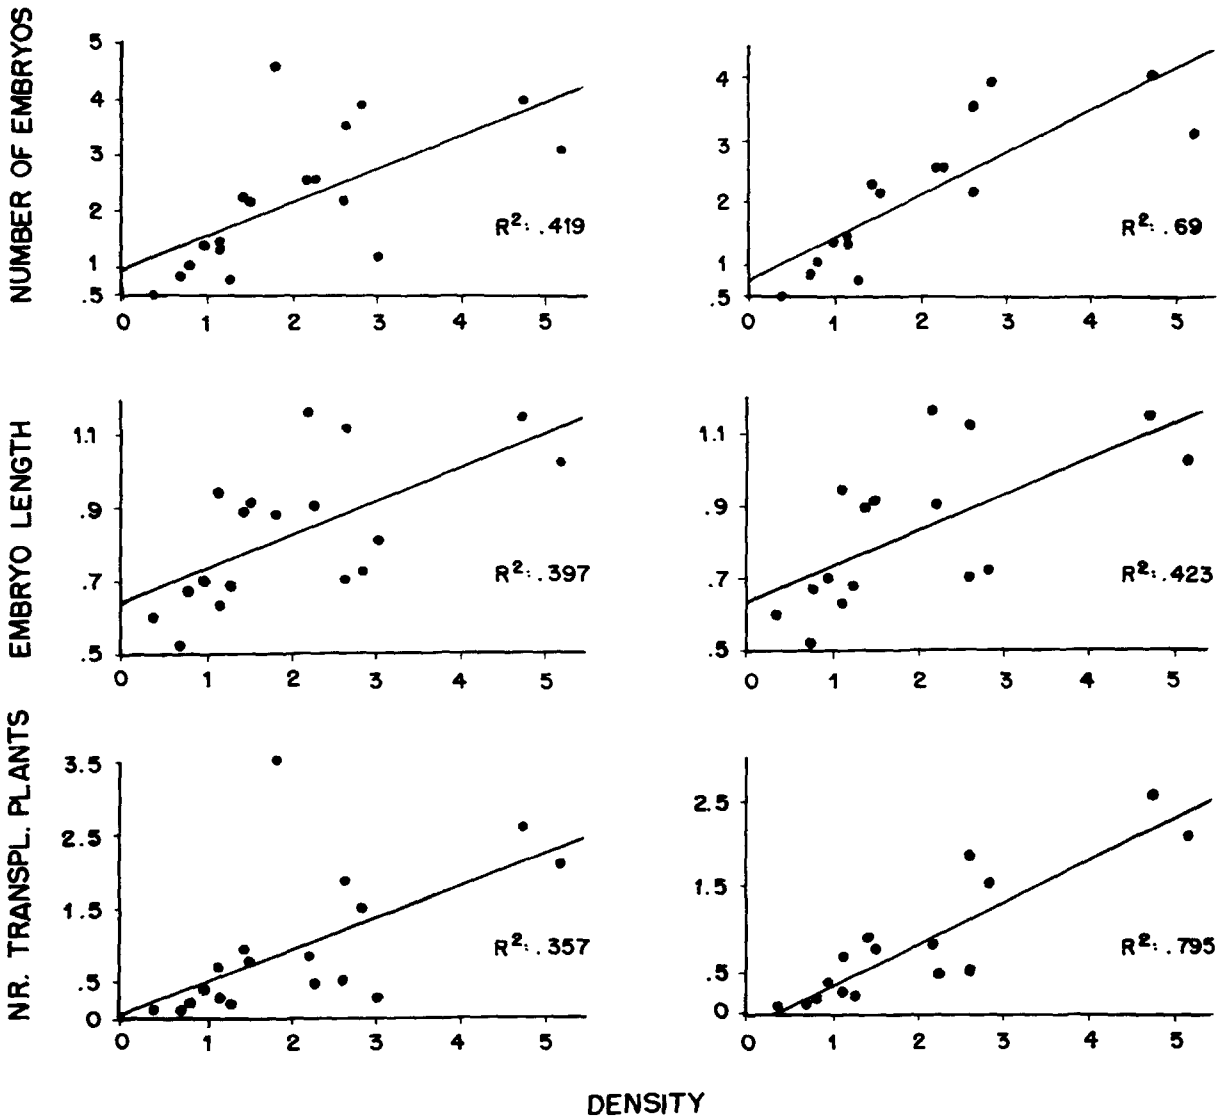 NUMBER OF EMBRYOS
5
4
3
2
1
.5
R²: .419
0 1 2 3 4 5
4
3
2
1
.5
R²: .69
0 1 2 3 4 5
EMBRYO LENGTH
1.1
.9
.7
.5
R²: .397
0 1 2 3 4 5
1.1
.9
.7
.5
R²: .423
0 1 2 3 4 5
NR. TRANSPL. PLANTS
3.5
2.5
1.5
.5
0
R²: .357
0 1 2 3 4 5
2.5
1.5
.5
0
R²: .795
0 1 2 3 4 5
DENSITY